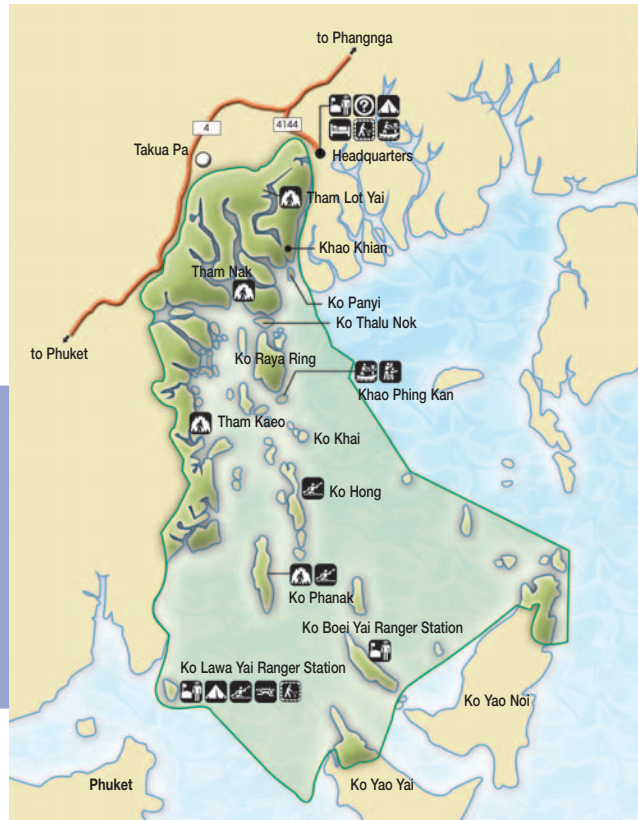 to Phangnga
4
4144
Takua Pa
Headquarters
Tham Lot Yai
Khao Khian
Tham Nak
Ko Panyi
Ko Thalu Nok
to Phuket
Ko Raya Ring
Khao Phing Kan
Tham Kaeo
Ko Khai
Ko Hong
Ko Phanak
Ko Boei Yai Ranger Station
Ko Lawa Yai Ranger Station
Ko Yao Noi
Phuket
Ko Yao Yai